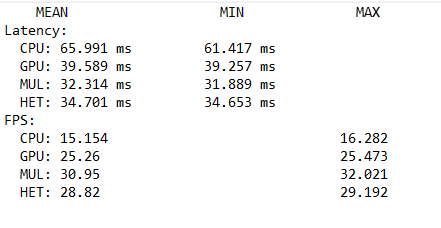 MEAN MIN MAX
Latency:
CPU: 65.991 ms 61.417 ms
GPU: 39.589 ms 39.257 ms
MUL: 32.314 ms 31.889 ms
HET: 34.701 ms 34.653 ms
FPS:
CPU: 15.154 16.282
GPU: 25.26 25.473
MUL: 30.95 32.021
HET: 28.82 29.192